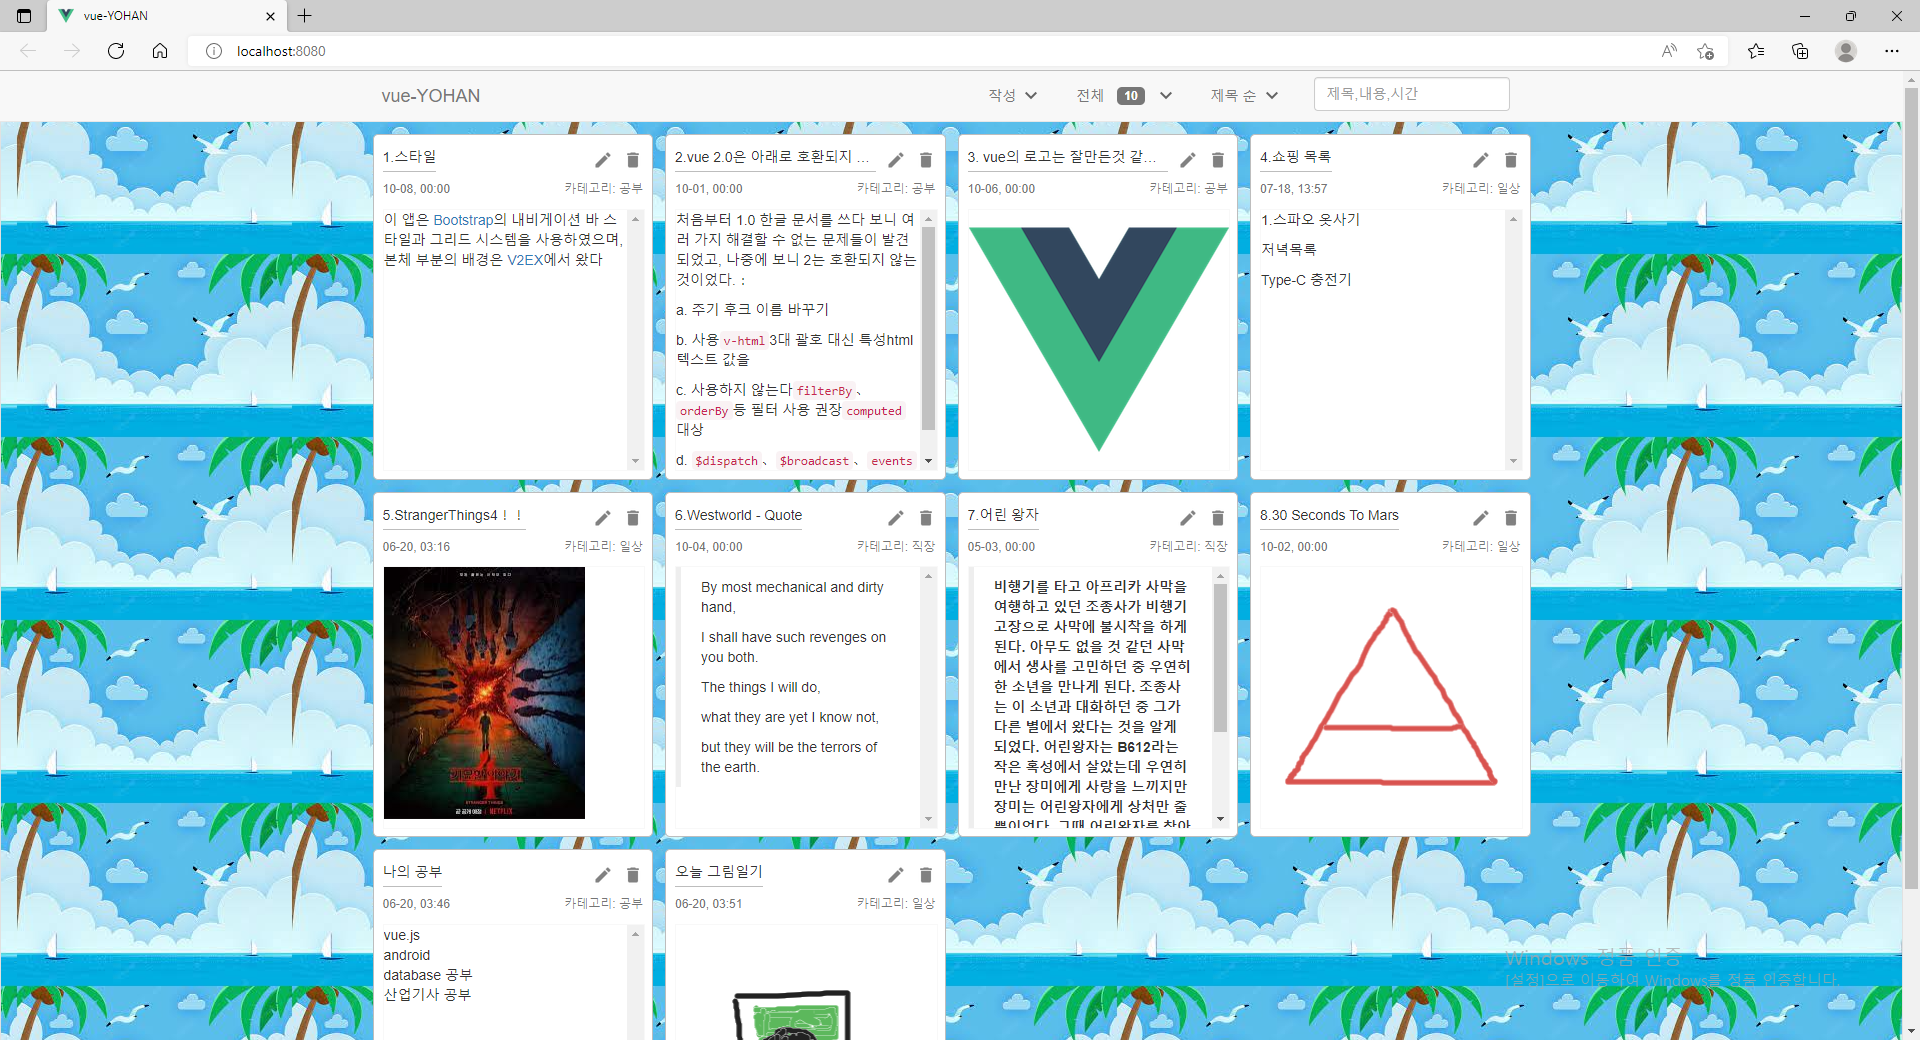 vue-YOHAN
localhost:8080
vue-YOHAN
작성
전체 10
제목 순
제목,내용,시간
1.스타일
10-08, 00:00
카테고리: 공부
이 앱은 Bootstrap의 내비게이션 바 스
타일과 그리드 시스템을 사용하였으며,
본체 부분의 배경은 V2EX에서 왔다
2.vue 2.0은 아래로 호환되지 ...
10-01, 00:00
카테고리: 공부
처음부터 1.0 한글 문서를 쓰다 보니 여
러 가지 해결할 수 없는 문제들이 발견
되었고, 나중에 보니 2는 호환되지 않는
것이었다. :
a. 주기 후크 이름 바꾸기
b. 사용 v-html 3대 괄호 대신 특성html
텍스트 값을
c. 사용하지 않는다 filterBy、
orderBy 등 필터 사용 권장 computed
대상
d. $dispatch、 $broadcast、 events
3. vue의 로고는 잘만든것 같...
10-06, 00:00
카테고리: 공부
4.쇼핑 목록
07-18, 13:57
카테고리: 일상
1.스파오 옷사기
저녁목록
Type-C 충전기
5.StrangerThings4！！
06-20, 03:16
카테고리: 일상
STRANGER THINGS
NETFLIX
6.Westworld - Quote
10-04, 00:00
카테고리: 직장
By most mechanical and dirty
hand,
I shall have such revenges on
you both.
The things I will do,
what they are yet I know not,
but they will be the terrors of
the earth.
7.어린 왕자
05-03, 00:00
카테고리: 직장
비행기를 타고 아프리카 사막을
여행하고 있던 조종사가 비행기
고장으로 사막에 불시착을 하게
된다. 아무도 없을 것 같던 사막
에서 생사를 고민하던 중 우연히
한 소년을 만나게 된다. 조종사
는 이 소년과 대화하던 중 그가
다른 별에서 왔다는 것을 알게
되었다. 어린왕자는 B612라는
작은 혹성에서 살았는데 우연히
만난 장미에게 사랑을 느끼지만
장미는 어린왕자에게 상처만 줄
뿐이었다. 그때 어린왕자를 찾아
8.30 Seconds To Mars
10-02, 00:00
카테고리: 일상
나의 공부
06-20, 03:46
카테고리: 공부
vue.js
android
database 공부
산업기사 공부
오늘 그림일기
06-20, 03:51
카테고리: 일상
Windows 정품 인증
[설정]으로 이동하여 Windows를 정품 인증합니다.